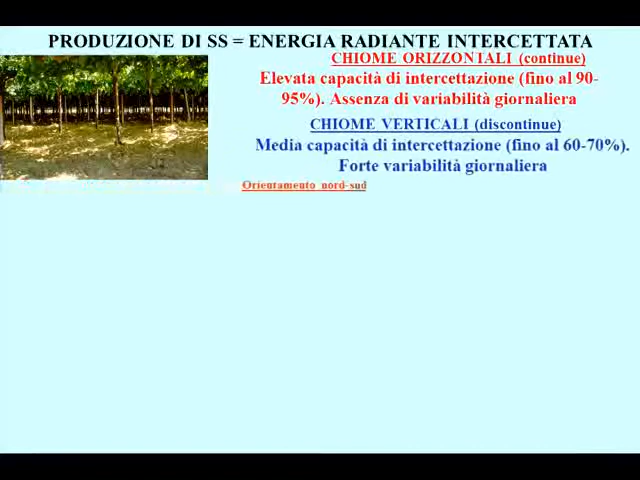 PRODUZIONE DI SS = ENERGIA RADIANTE INTERCETTATA
CHIOME ORIZZONTALI (continue)
Elevata capacità di intercettazione (fino al 90-
95%). Assenza di variabilità giornaliera
CHIOME VERTICALI (discontinue)
Media capacità di intercettazione (fino al 60-70%).
Forte variabilità giornaliera
Orientamento nord-sud